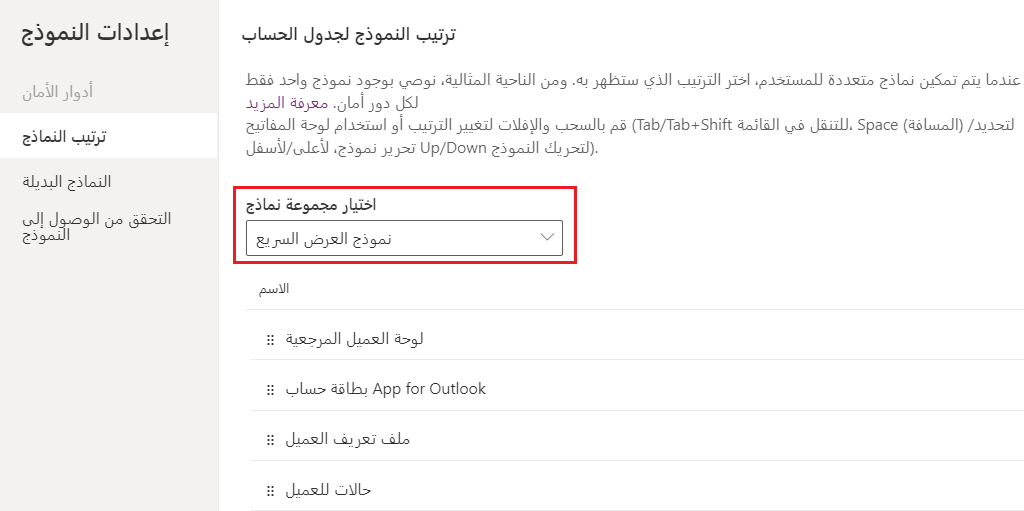 إعدادات النموذج
أدوار الأمان
ترتيب النماذج
النماذج البديلة
التحقق من الوصول إلى
النموذج
ترتيب النموذج لجدول الحساب
عندما يتم تمكين نماذج متعددة للمستخدم، اختر الترتيب الذي ستظهر به. ومن الناحية المثالية، نوصي بوجود نموذج واحد فقط
لكل دور أمان. معرفة المزيد
قم بالسحب والإفلات لتغيير الترتيب أو استخدام لوحة المفاتيح (Tab/Tab+Shift للتنقل في القائمة، Space (المسافة) /لتحديد
تحرير نموذج، لأعلى/لأسفل Up/Down لتحريك النموذج).
اختيار مجموعة نماذج
نموذج العرض السريع
الاسم
لوحة العميل المرجعية
بطاقة حساب App for Outlook
ملف تعريف العميل
حالات للعميل